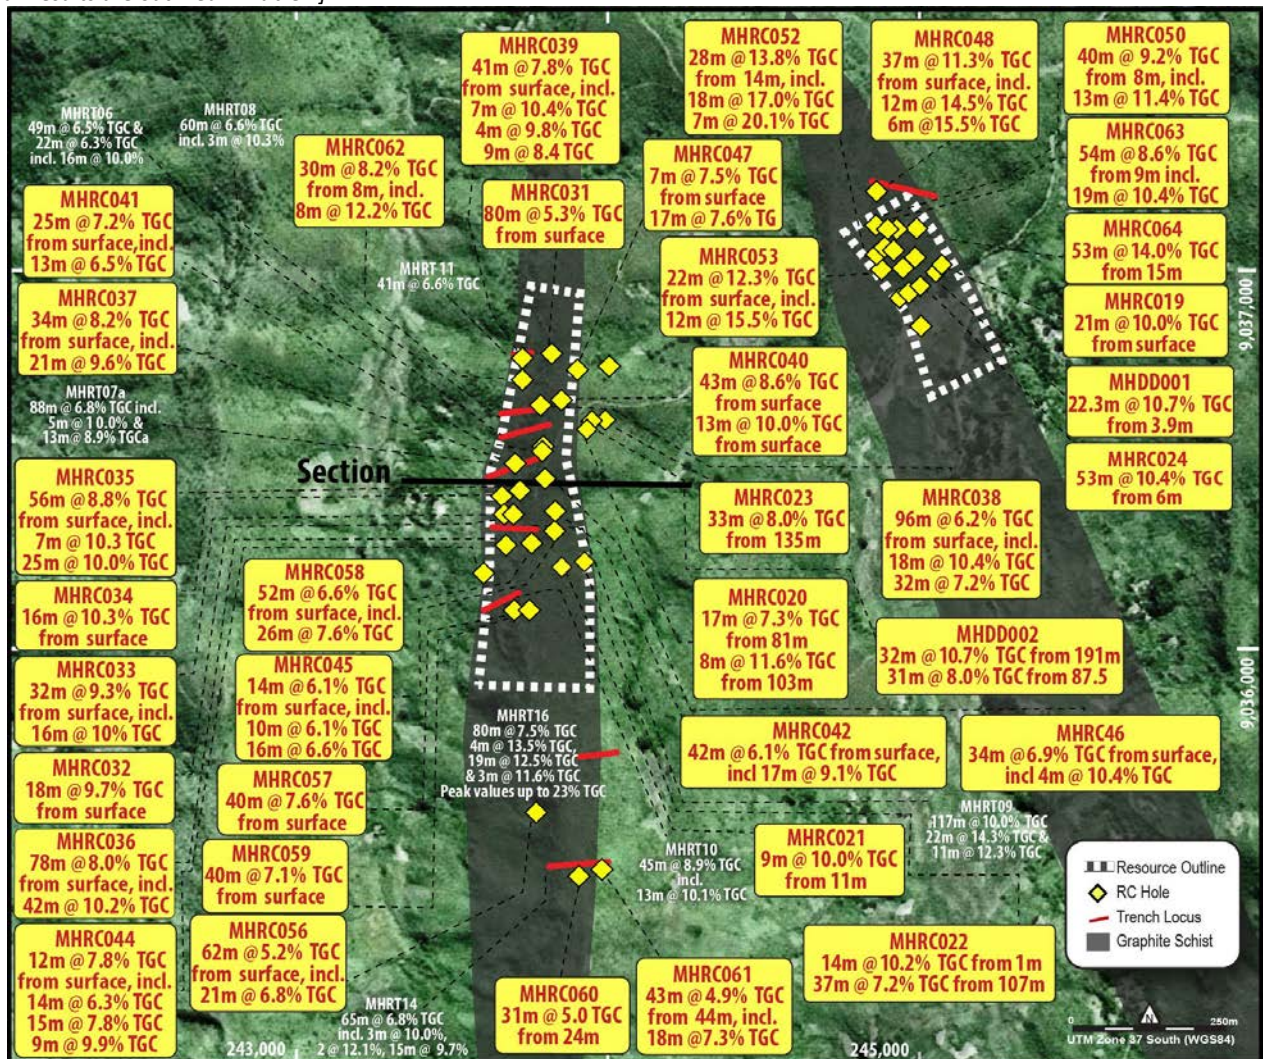 MHRC039
41m @ 7.8% TGC
from surface, incl.
7m @ 10.4% TGC
4m @ 9.8% TGC
9m @ 8.4 TGC
MHRC052
28m @ 13.8% TGC
from 14m, incl.
18m @ 17.0% TGC
7m @ 20.1% TGC
MHRC048
37m @ 11.3% TGC
from surface, incl.
12m @ 14.5% TGC
6m @15.5% TGC
MHRC050
40m @ 9.2% TGC
from 8m, incl.
13m @ 11.4% TGC
MHRT06
49m @ 6.5% TGC &
22m @ 6.3% TGC
incl. 16m @ 10.0%
MHRT08
60m @ 6.6% TGC
incl. 3m @ 10.3%
MHRC062
30m @ 8.2% TGC
from 8m, incl.
8m @ 12.2% TGC
MHRC047
7m @ 7.5% TGC
from surface
17m @ 7.6% TG
MHRC063
54m @ 8.6% TGC
from 9m incl.
19m @ 10.4% TGC
MHRC041
25m @ 7.2% TGC
from surface,incl.
13m @ 6.5% TGC
MHRC031
80m @ 5.3% TGC
from surface
MHRC064
53m @ 14.0% TGC
from 15m
MHRT 11
41m @ 6.6% TGC
MHRC053
22m @ 12.3% TGC
from surface, incl.
12m @ 15.5% TGC
MHRC037
34m @ 8.2% TGC
from surface, incl.
21m @ 9.6% TGC
MHRC019
21m @ 10.0% TGC
from surface
9,037,000
MHRC040
43m @ 8.6% TGC
from surface
13m @ 10.0% TGC
from surface
MHRT07a
88m @ 6.8% TGC incl.
5m @ 1 0.0% &
13m@ 8.9% TGCa
MHDD001
22.3m @ 10.7% TGC
from 3.9m
MHRC024
53m @ 10.4% TGC
from 6m
Section
MHRC035
56m @ 8.8% TGC
from surface, incl.
7m @ 10.3 TGC
25m @ 10.0% TGC
MHRC023
33m @ 8.0% TGC
from 135m
MHRC038
96m @ 6.2% TGC
from surface, incl.
18m @ 10.4% TGC
32m @ 7.2% TGC
MHRC058
52m @ 6.6% TGC
from surface, incl.
26m @ 7.6% TGC
MHRC034
16m @ 10.3% TGC
from surface
MHRC020
17m @ 7.3% TGC
from 81m
8m @ 11.6% TGC
from 103m
MHDD002
32m @ 10.7% TGC from 191m
31m @ 8.0% TGC from 87.5
9,036,000
MHRC033
32m @ 9.3% TGC
from surface, incl.
16m @ 10% TGC
MHRC045
14m @ 6.1% TGC
from surface, incl.
10m @ 6.1% TGC
16m @ 6.6% TGC
MHRT16
80m @ 7.5% TGC
4m @ 13.5% TGC,
19m @ 12.5% TGC
& 3m @ 11.6% TGC
Peak values up to 23% TGC
MHRC042
42m @ 6.1% TGC from surface,
incl 17m @ 9.1% TGC
MHRC46
34m @ 6.9% TGC from surface,
incl 4m @ 10.4% TGC
MHRC032
18m @ 9.7% TGC
from surface
MHRC057
40m @ 7.6% TGC
from surface
MHRT09
117m @ 10.0% TGC
22m @ 14.3% TGC &
11m @ 12.3% TGC
MHRC036
78m @ 8.0% TGC
from surface, incl.
42m @ 10.2% TGC
MHRC059
40m @ 7.1% TGC
from surface
MHRT10
45m @ 8.9% TGC
incl.
13m @ 10.1% TGC
MHRC021
9m @ 10.0% TGC
from 11m
Resource Outline
RC Hole
Trench Locus
Graphite Schist
MHRC044
12m @ 7.8% TGC
from surface, incl.
14m @ 6.3% TGC
15m @ 7.8% TGC
9m @ 9.9% TGC
MHRC056
62m @ 5.2% TGC
from surface, incl.
21m @ 6.8% TGC
MHRT14
65m @ 6.8% TGC
incl. 3m @ 10.0%,
2 @ 12.1%, 15m @ 9.7%
MHRC060
31m @ 5.0 TGC
from 24m
MHRC061
43m @ 4.9% TGC
from 44m, incl.
18m @7.3% TGC
MHRC022
14m @ 10.2% TGC from 1m
37m @ 7.2% TGC from 107m
N
0 250m
UTM Zone 37 South (WGS84)
243,000
245,000